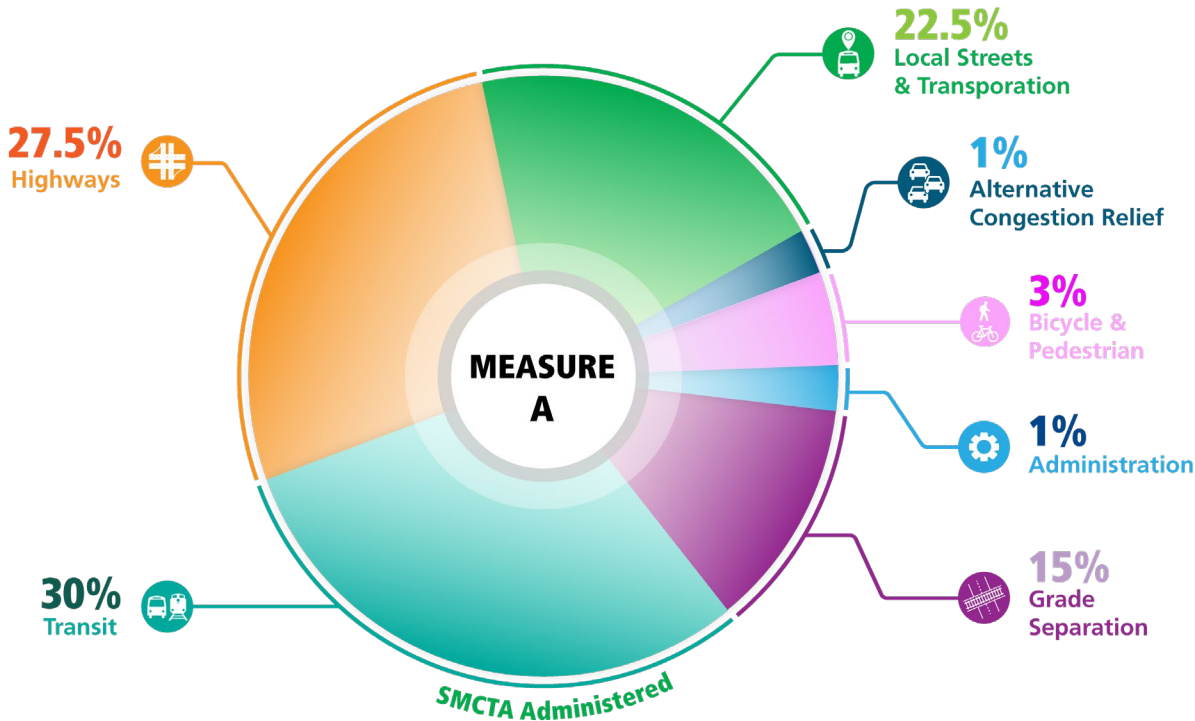 22.5%
Local Streets
& Transporation
27.5%
Highways
1%
Alternative
Congestion Relief
3%
Bicycle &
Pedestrian
MEASURE
A
1%
Administration
15%
Grade
Separation
30%
Transit
SMCTA Administered